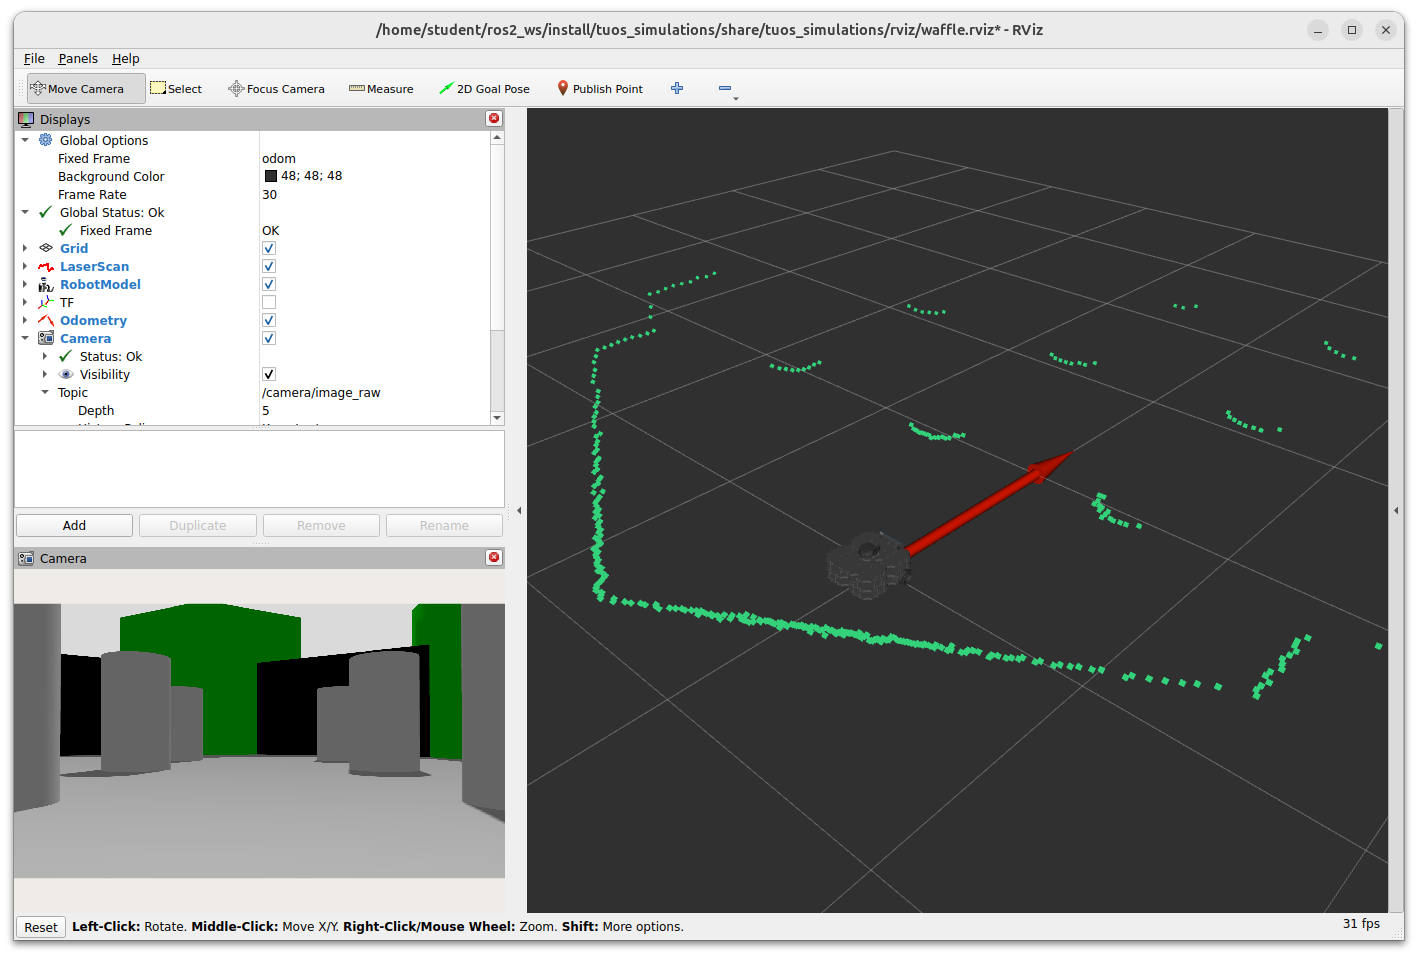 /home/student/ros2_ws/install/tuos_simulations/share/tuos_simulations/rviz/waffle.rviz* - RViz
File Panels Help
Move Camera Select Focus Camera Measure 2D Goal Pose Publish Point
Displays
Global Options
Fixed Frame odom
Background Color 48; 48; 48
Frame Rate 30
Global Status: Ok
Fixed Frame OK
Grid
LaserScan
RobotModel
TF
Odometry
Camera
Status: Ok
Visibility
Topic /camera/image_raw
Depth 5
Add Duplicate Remove Rename
Camera
Reset Left-Click: Rotate. Middle-Click: Move X/Y. Right-Click/Mouse Wheel: Zoom. Shift: More options. 31 fps